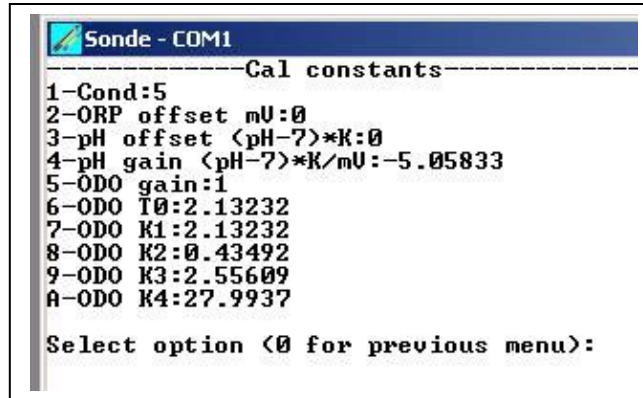 Sonde - COM1
-------------Cal constants-------------
1-Cond:5
2-ORP offset mV:0
3-pH offset (pH-7)*K:0
4-pH gain (pH-7)*K/mV:-5.05833
5-ODO gain:1
6-ODO T0:2.13232
7-ODO K1:2.13232
8-ODO K2:0.43492
9-ODO K3:2.55609
A-ODO K4:27.9937
Select option (0 for previous menu):